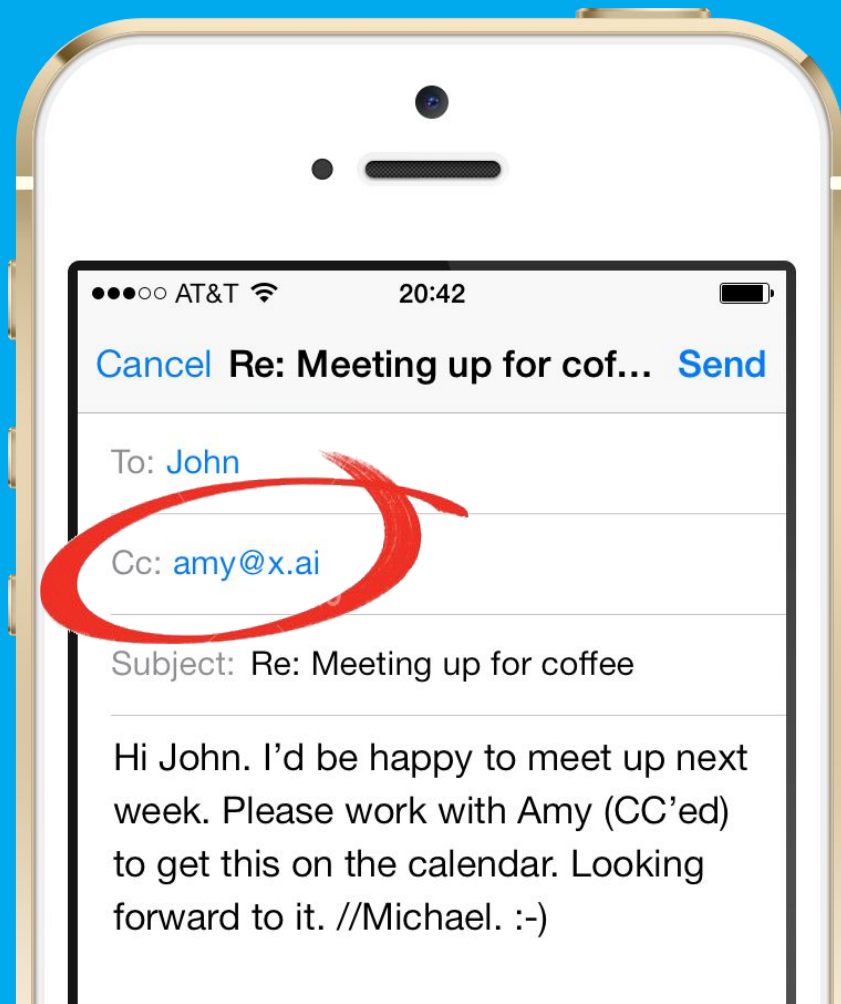 AT&T 20:42
Cancel Re: Meeting up for cof... Send
To: John
Cc: amy@x.ai
Subject: Re: Meeting up for coffee
Hi John. I'd be happy to meet up next
week. Please work with Amy (CC'ed)
to get this on the calendar. Looking
forward to it. //Michael. :-)